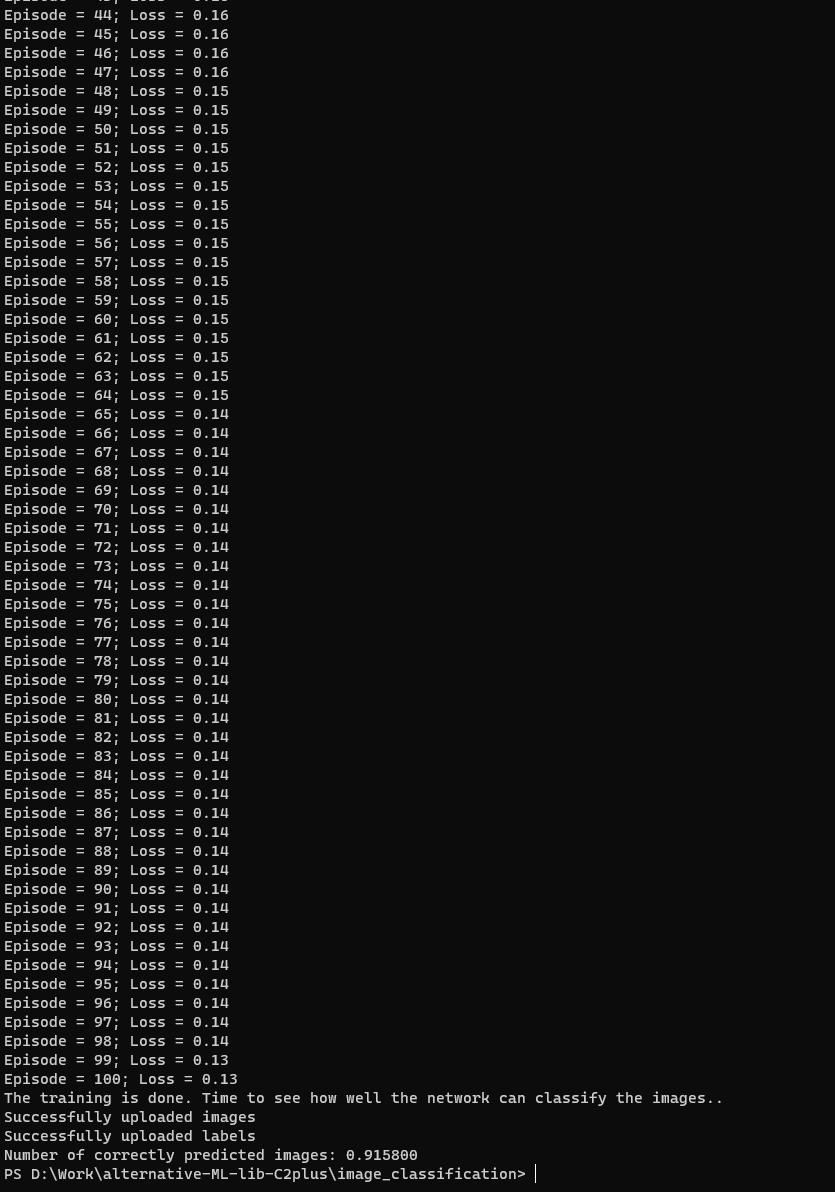 Episode = 44; Loss = 0.16
Episode = 45; Loss = 0.16
Episode = 46; Loss = 0.16
Episode = 47; Loss = 0.16
Episode = 48; Loss = 0.15
Episode = 49; Loss = 0.15
Episode = 50; Loss = 0.15
Episode = 51; Loss = 0.15
Episode = 52; Loss = 0.15
Episode = 53; Loss = 0.15
Episode = 54; Loss = 0.15
Episode = 55; Loss = 0.15
Episode = 56; Loss = 0.15
Episode = 57; Loss = 0.15
Episode = 58; Loss = 0.15
Episode = 59; Loss = 0.15
Episode = 60; Loss = 0.15
Episode = 61; Loss = 0.15
Episode = 62; Loss = 0.15
Episode = 63; Loss = 0.15
Episode = 64; Loss = 0.15
Episode = 65; Loss = 0.14
Episode = 66; Loss = 0.14
Episode = 67; Loss = 0.14
Episode = 68; Loss = 0.14
Episode = 69; Loss = 0.14
Episode = 70; Loss = 0.14
Episode = 71; Loss = 0.14
Episode = 72; Loss = 0.14
Episode = 73; Loss = 0.14
Episode = 74; Loss = 0.14
Episode = 75; Loss = 0.14
Episode = 76; Loss = 0.14
Episode = 77; Loss = 0.14
Episode = 78; Loss = 0.14
Episode = 79; Loss = 0.14
Episode = 80; Loss = 0.14
Episode = 81; Loss = 0.14
Episode = 82; Loss = 0.14
Episode = 83; Loss = 0.14
Episode = 84; Loss = 0.14
Episode = 85; Loss = 0.14
Episode = 86; Loss = 0.14
Episode = 87; Loss = 0.14
Episode = 88; Loss = 0.14
Episode = 89; Loss = 0.14
Episode = 90; Loss = 0.14
Episode = 91; Loss = 0.14
Episode = 92; Loss = 0.14
Episode = 93; Loss = 0.14
Episode = 94; Loss = 0.14
Episode = 95; Loss = 0.14
Episode = 96; Loss = 0.14
Episode = 97; Loss = 0.14
Episode = 98; Loss = 0.14
Episode = 99; Loss = 0.13
Episode = 100; Loss = 0.13
The training is done. Time to see how well the network can classify the images..
Successfully uploaded images
Successfully uploaded labels
Number of correctly predicted images: 0.915800
PS D:\Work\alternative-ML-lib-C2plus\image_classification>